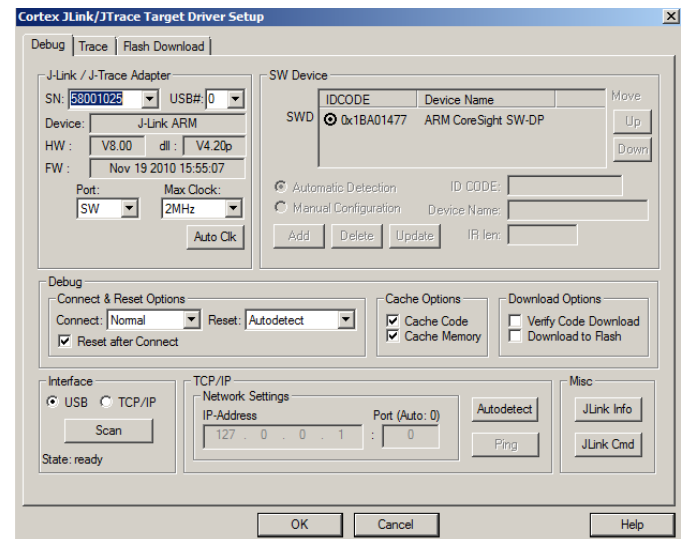 Cortex JLink/JTrace Target Driver Setup
Debug Trace Flash Download
J-Link / J-Trace Adapter
SN: 58001025 USB#: 0
Device: J-Link ARM
HW : V8.00 dll : V4.20p
FW : Nov 19 2010 15:55:07
Port: Max Clock:
SW 2MHz
Auto Clk
SW Device
IDCODE Device Name Move
SWD 0x1BA01477 ARM CoreSight SW-DP Up
Down
Automatic Detection ID CODE:
Manual Configuration Device Name:
Add Delete Update IR len:
Debug
Connect & Reset Options
Connect: Normal Reset: Autodetect
Reset after Connect
Cache Options
Cache Code
Cache Memory
Download Options
Verify Code Download
Download to Flash
Interface
USB TCP/IP
Scan
State: ready
TCP/IP
Network Settings
IP-Address Port (Auto: 0)
127 . 0 . 0 . 1 : 0
Autodetect
Ping
Misc
JLink Info
JLink Cmd
OK Cancel Help